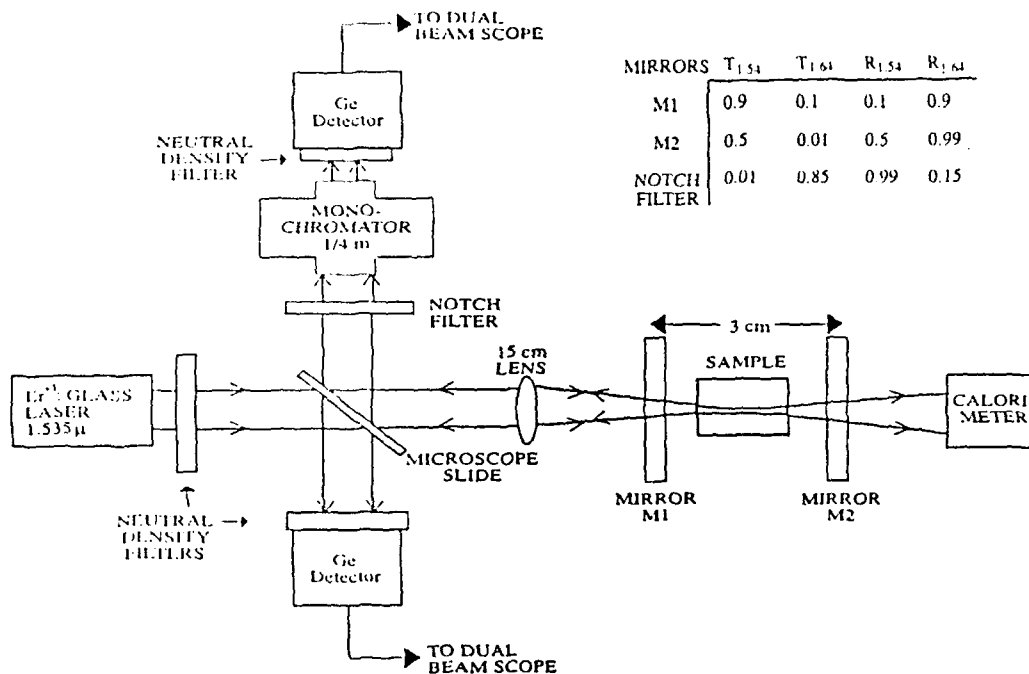 TO DUAL
BEAM SCOPE
Ge
Detector
NEUTRAL
DENSITY
FILTER
MONO-
CHROMATOR
1/4 m
NOTCH
FILTER
MIRRORS T1.54 T1.64 R1.54 R1.64
M1 0.9 0.1 0.1 0.9
M2 0.5 0.01 0.5 0.99
NOTCH 0.01 0.85 0.99 0.15
FILTER
Er+3: GLASS
LASER
1.535μ
15 cm
LENS
3 cm
SAMPLE
CALORI
METER
MICROSCOPE
SLIDE
MIRROR
M1
MIRROR
M2
NEUTRAL
DENSITY
FILTERS
Ge
Detector
TO DUAL
BEAM SCOPE